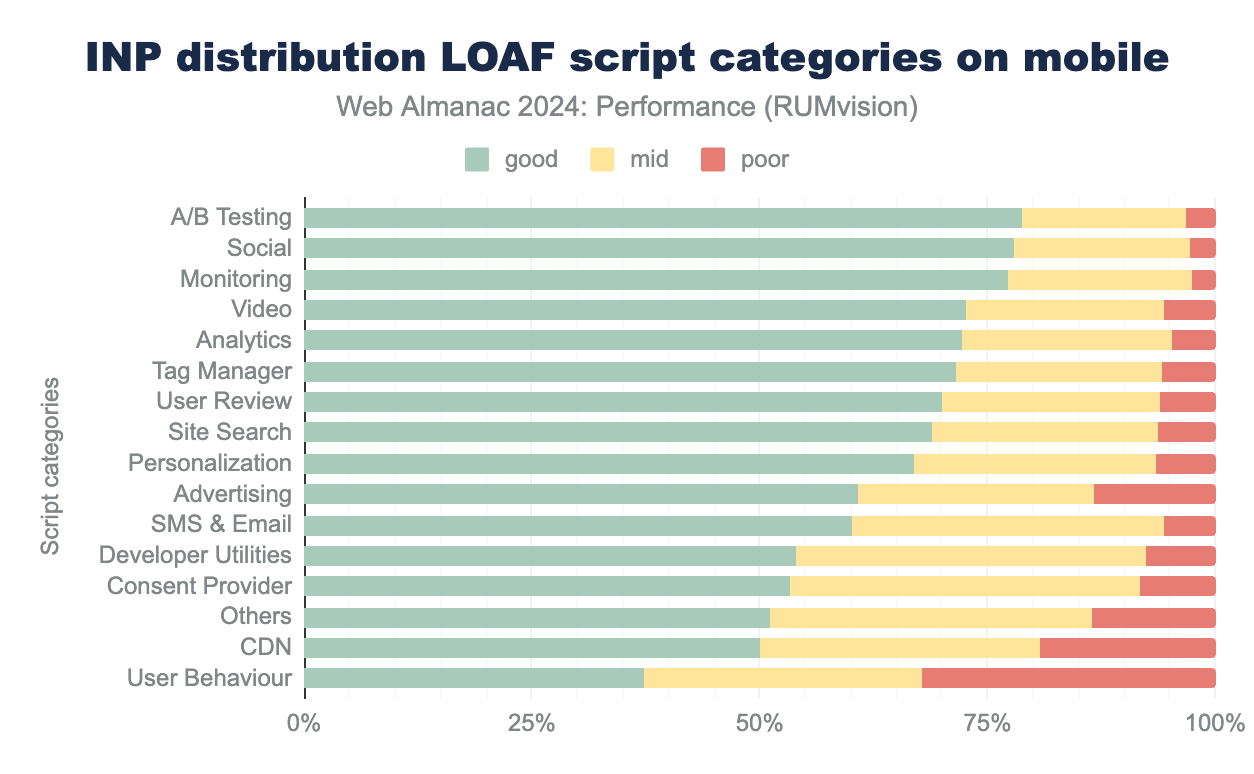 INP distribution LOAF script categories on mobile
Web Almanac 2024: Performance (RUMvision)
good mid poor
Script categories
A/B Testing
Social
Monitoring
Video
Analytics
Tag Manager
User Review
Site Search
Personalization
Advertising
SMS & Email
Developer Utilities
Consent Provider
Others
CDN
User Behaviour
0% 25% 50% 75% 100%